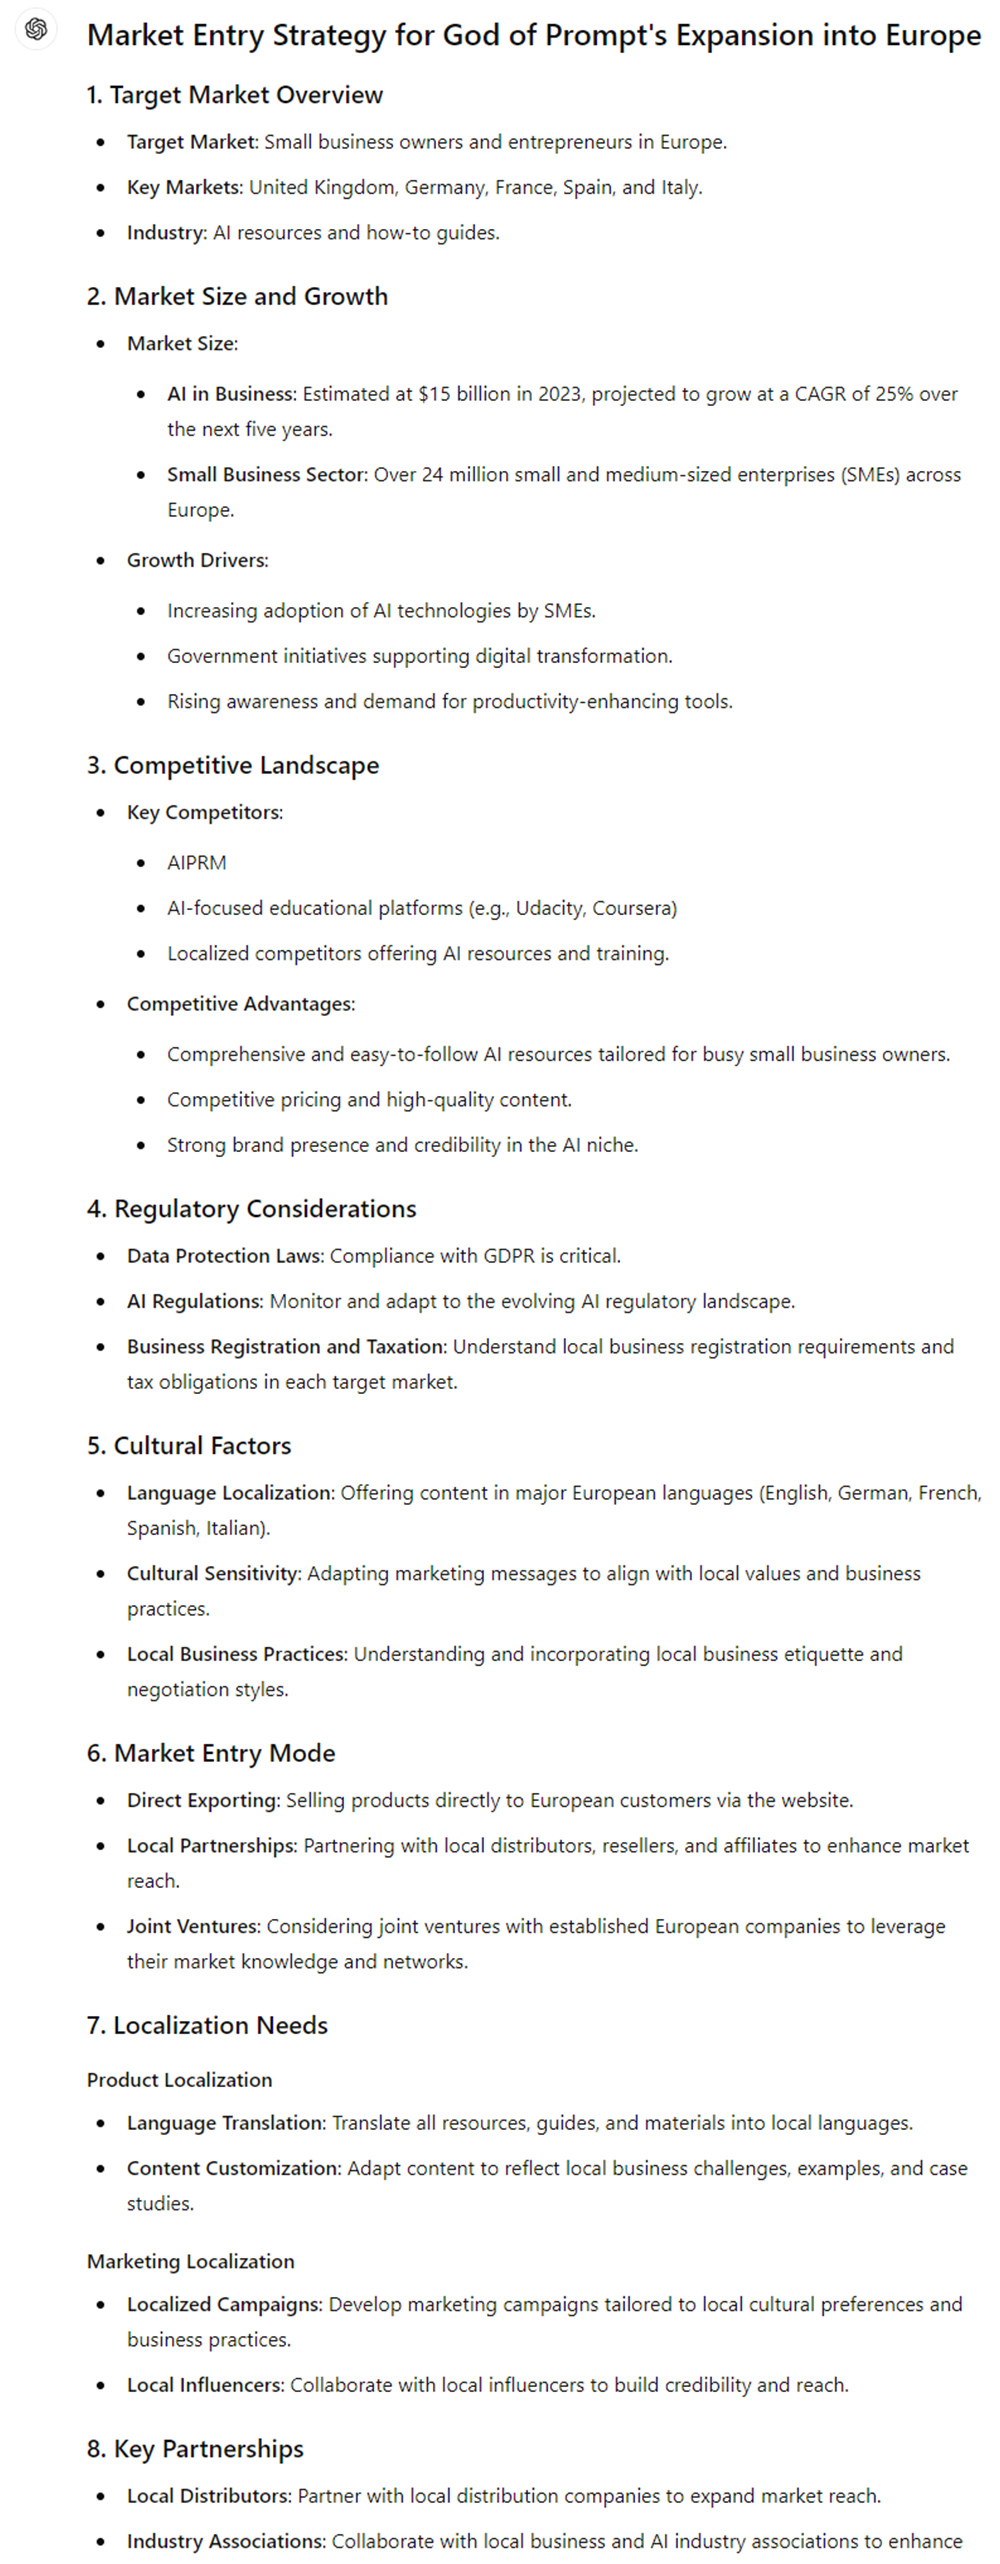 Market Entry Strategy for God of Prompt's Expansion into Europe
1. Target Market Overview
• Target Market: Small business owners and entrepreneurs in Europe.
• Key Markets: United Kingdom, Germany, France, Spain, and Italy.
• Industry: AI resources and how-to guides.
2. Market Size and Growth
• Market Size:
• AI in Business: Estimated at $15 billion in 2023, projected to grow at a CAGR of 25% over
the next five years.
• Small Business Sector: Over 24 million small and medium-sized enterprises (SMEs) across
Europe.
• Growth Drivers:
• Increasing adoption of AI technologies by SMEs.
• Government initiatives supporting digital transformation.
• Rising awareness and demand for productivity-enhancing tools.
3. Competitive Landscape
• Key Competitors:
• AIPRM
• AI-focused educational platforms (e.g., Udacity, Coursera)
• Localized competitors offering AI resources and training.
• Competitive Advantages:
• Comprehensive and easy-to-follow AI resources tailored for busy small business owners.
• Competitive pricing and high-quality content.
• Strong brand presence and credibility in the AI niche.
4. Regulatory Considerations
• Data Protection Laws: Compliance with GDPR is critical.
• AI Regulations: Monitor and adapt to the evolving AI regulatory landscape.
• Business Registration and Taxation: Understand local business registration requirements and
tax obligations in each target market.
5. Cultural Factors
• Language Localization: Offering content in major European languages (English, German, French,
Spanish, Italian).
• Cultural Sensitivity: Adapting marketing messages to align with local values and business
practices.
• Local Business Practices: Understanding and incorporating local business etiquette and
negotiation styles.
6. Market Entry Mode
• Direct Exporting: Selling products directly to European customers via the website.
• Local Partnerships: Partnering with local distributors, resellers, and affiliates to enhance market
reach.
• Joint Ventures: Considering joint ventures with established European companies to leverage
their market knowledge and networks.
7. Localization Needs
Product Localization
• Language Translation: Translate all resources, guides, and materials into local languages.
• Content Customization: Adapt content to reflect local business challenges, examples, and case
studies.
Marketing Localization
• Localized Campaigns: Develop marketing campaigns tailored to local cultural preferences and
business practices.
• Local Influencers: Collaborate with local influencers to build credibility and reach.
8. Key Partnerships
• Local Distributors: Partner with local distribution companies to expand market reach.
• Industry Associations: Collaborate with local business and AI industry associations to enhance